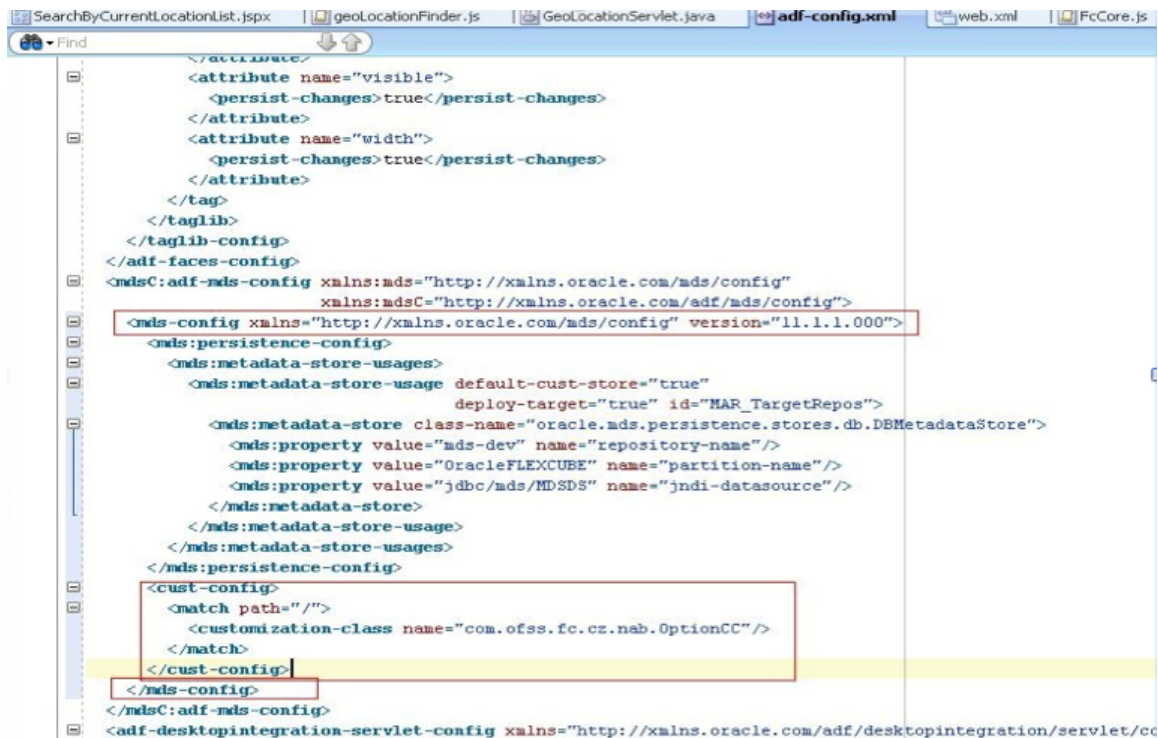 SearchByCurrentLocationList.jspx geoLocationFinder.js GeoLocationServlet.java adf-config.xml web.xml FcCore.js
Find
</attribute>
<attribute name="visible">
<persist-changes>true</persist-changes>
</attribute>
<attribute name="width">
<persist-changes>true</persist-changes>
</attribute>
</tag>
</taglib>
</taglib-config>
</adf-faces-config>
<mdsC:adf-mds-config xmlns:mds="http://xmlns.oracle.com/mds/config"
xmlns:mdsC="http://xmlns.oracle.com/adf/mds/config">
<mds-config xmlns="http://xmlns.oracle.com/mds/config" version="11.1.1.000">
<mds:persistence-config>
<mds:metadata-store-usages>
<mds:metadata-store-usage default-cust-store="true"
deploy-target="true" id="MAR_TargetRepos">
<mds:metadata-store class-name="oracle.mds.persistence.stores.db.DBMetadataStore">
<mds:property value="mds-dev" name="repository-name"/>
<mds:property value="OracleFLEXCUBE" name="partition-name"/>
<mds:property value="jdbc/mds/MDSDS" name="jndi-datasource"/>
</mds:metadata-store>
</mds:metadata-store-usage>
</mds:metadata-store-usages>
</mds:persistence-config>
<cust-config>
<match path="/">
<customization-class name="com.ofss.fc.cz.nab.OptionCC"/>
</match>
</cust-config>
</mds-config>
</mdsC:adf-mds-config>
<adf-desktopintegration-servlet-config xmlns="http://xmlns.oracle.com/adf/desktopintegration/servlet/co